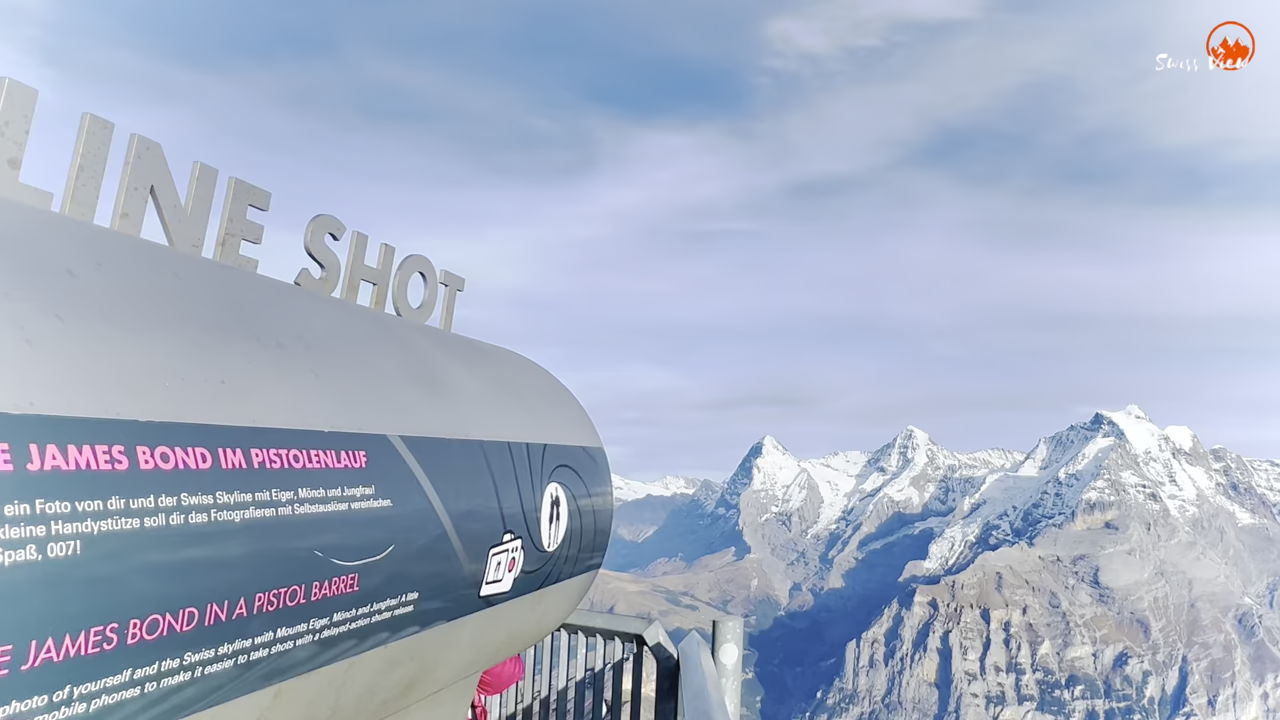 Swiss View
LINE SHOT
E JAMES BOND IM PISTOLENLAUF
ein Foto von dir und der Swiss Skyline mit Eiger, Mönch und Jungfrau!
kleine Handystütze soll dir das Fotografieren mit Selbstauslöser vereinfachen.
Spaß, 007!
E JAMES BOND IN A PISTOL BARREL
photo of yourself and the Swiss skyline with Mounts Eiger, Mönch and Jungfrau! A little
mobile phones to make it easier to take shots with a delayed-action shutter release.